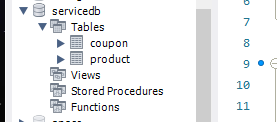 servicedb
Tables
coupon
product
Views
Stored Procedures
Functions
6
7
8
9
10
11